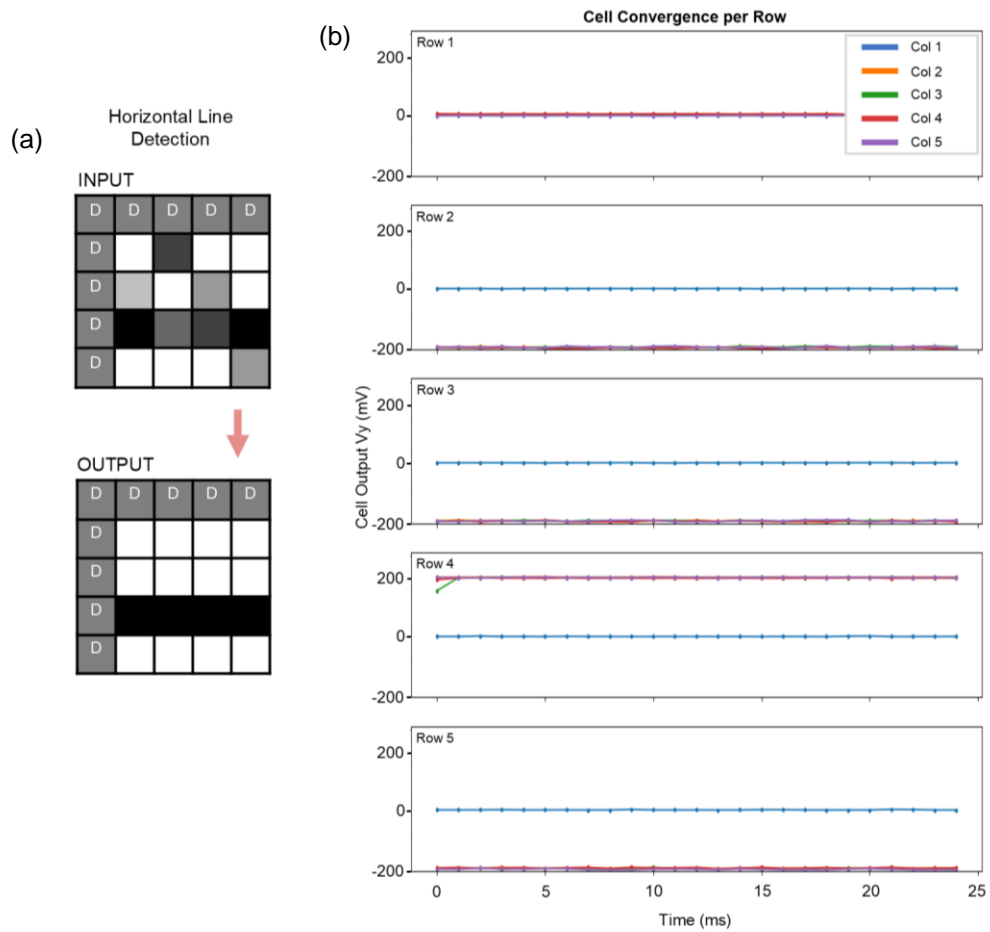 (a)
Horizontal Line
Detection
INPUT
D D D D D
D
D
D
D
OUTPUT
D D D D D
D
D
D
D
(b)
Cell Convergence per Row
Cell Output Vy (mV)
Row 1
200
0
-200
Col 1
Col 2
Col 3
Col 4
Col 5
Row 2
200
0
-200
Row 3
200
0
-200
Row 4
200
0
-200
Row 5
200
0
-200
0 5 10 15 20 25
Time (ms)